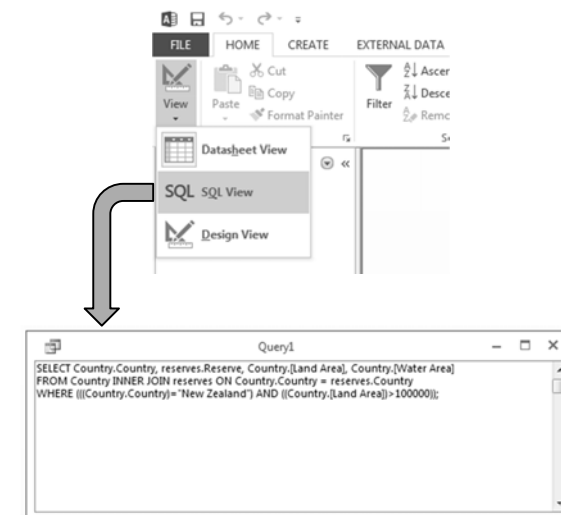 FILE HOME CREATE EXTERNAL DATA
View
Paste
Cut
Copy
Format Painter
Filter
Ascer
Desce
Remo
Se
Datasheet View
SQL SQL View
Design View
Query1
SELECT Country.Country, reserves.Reserve, Country.[Land Area], Country.[Water Area]
FROM Country INNER JOIN reserves ON Country.Country = reserves.Country
WHERE (((Country.Country)="New Zealand") AND ((Country.[Land Area])>100000));